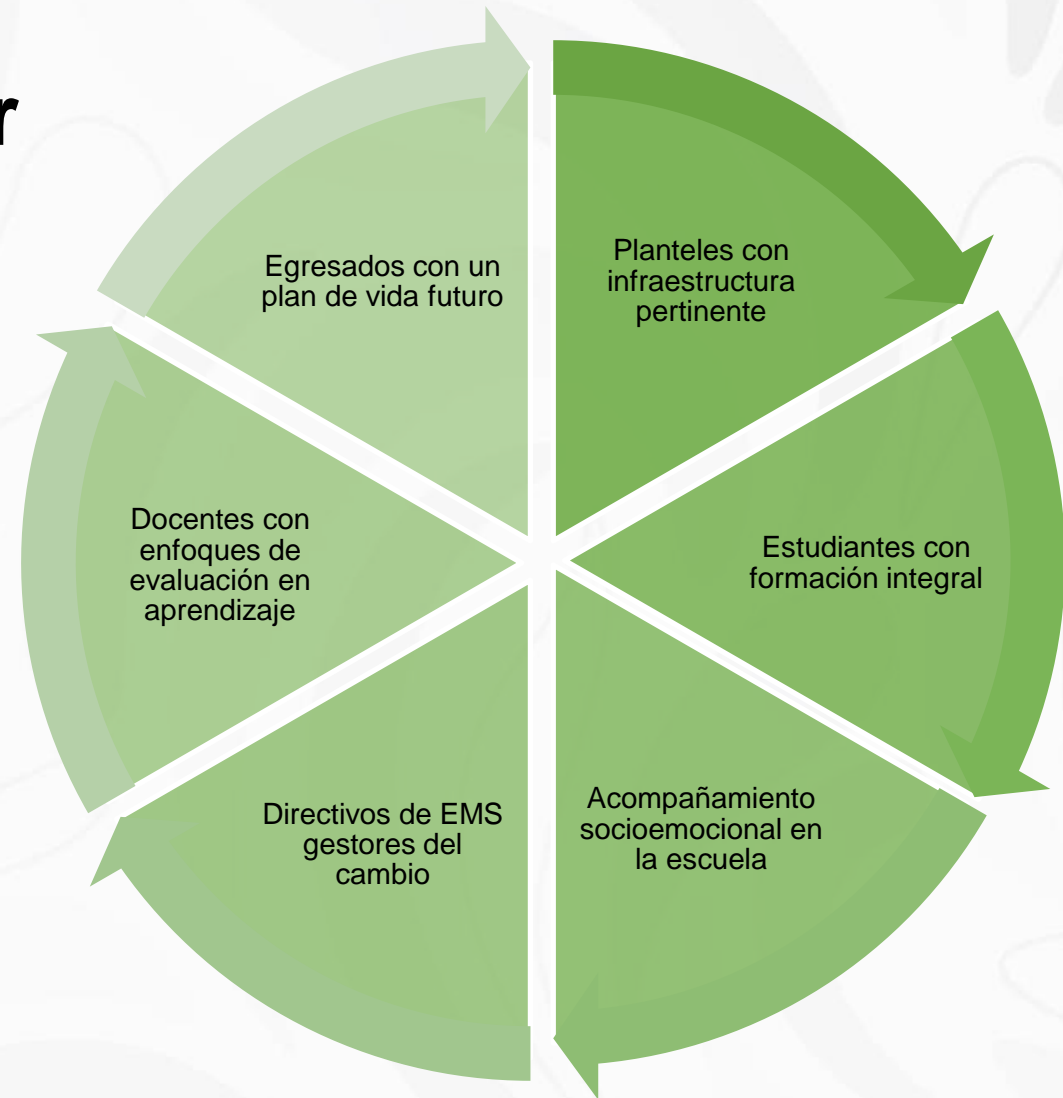 r
Egresados con un
plan de vida futuro
Planteles con
infraestructura
pertinente
Estudiantes con
formación integral
Acompañamiento
socioemocional en
la escuela
Directivos de EMS
gestores del
cambio
Docentes con
enfoques de
evaluación en
aprendizaje